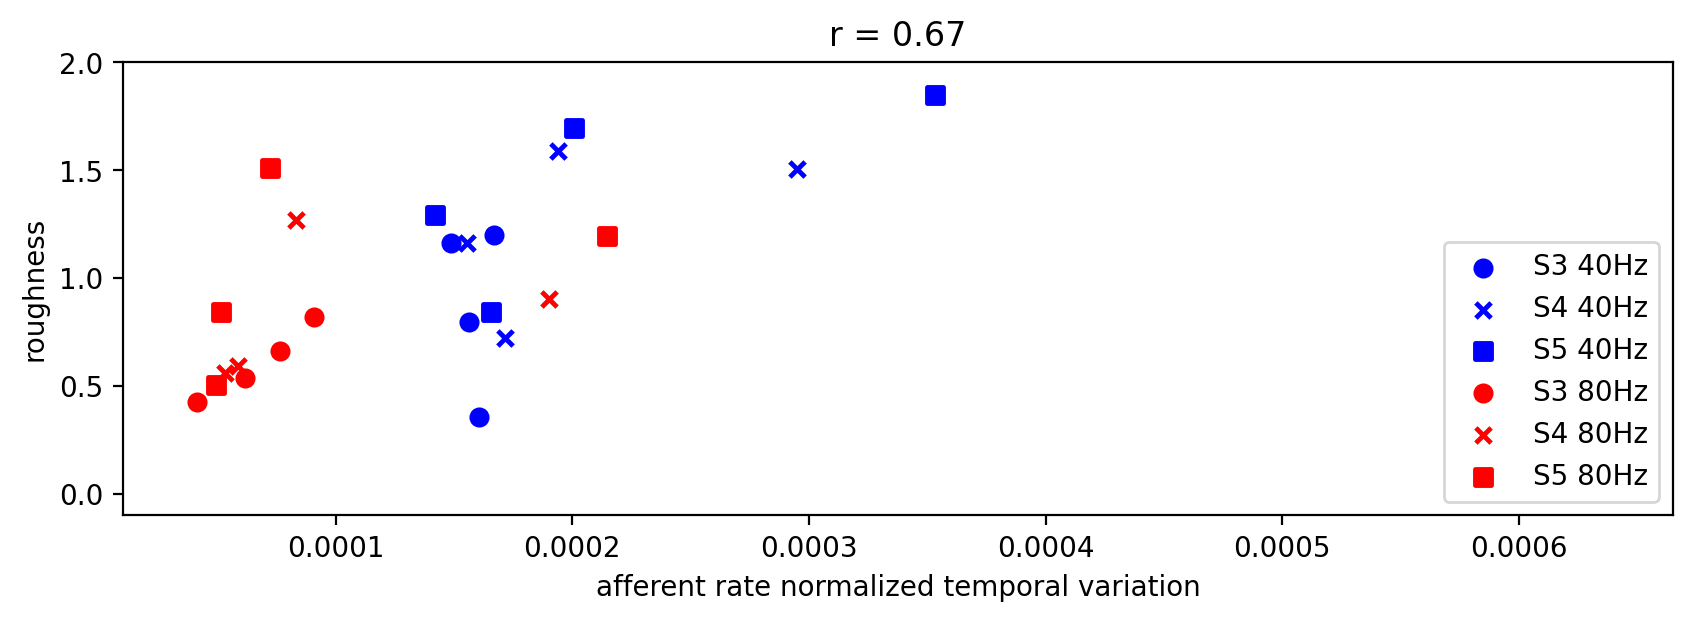 r = 0.67
2.0
1.5
1.0
0.5
0.0
roughness
0.0001 0.0002 0.0003 0.0004 0.0005 0.0006
afferent rate normalized temporal variation
S3 40Hz
S4 40Hz
S5 40Hz
S3 80Hz
S4 80Hz
S5 80Hz